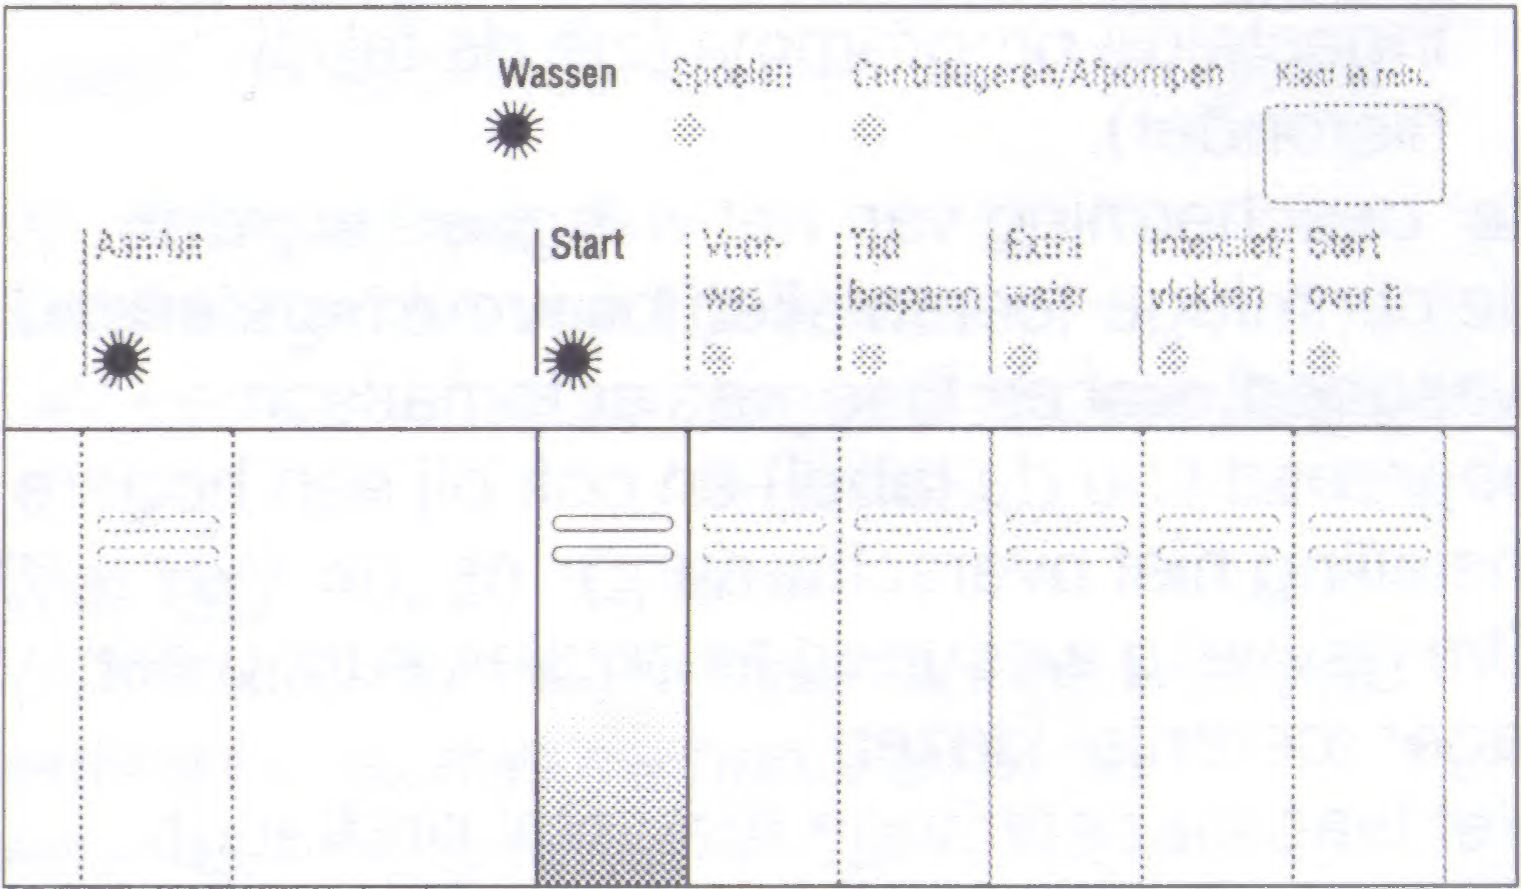 Wassen Spoelen Centrifugeren/Afpompen Klaar in min.
Aan/uit Start Voor- Tijd Extra Intensief/ Start
was besparen water vlekken over h